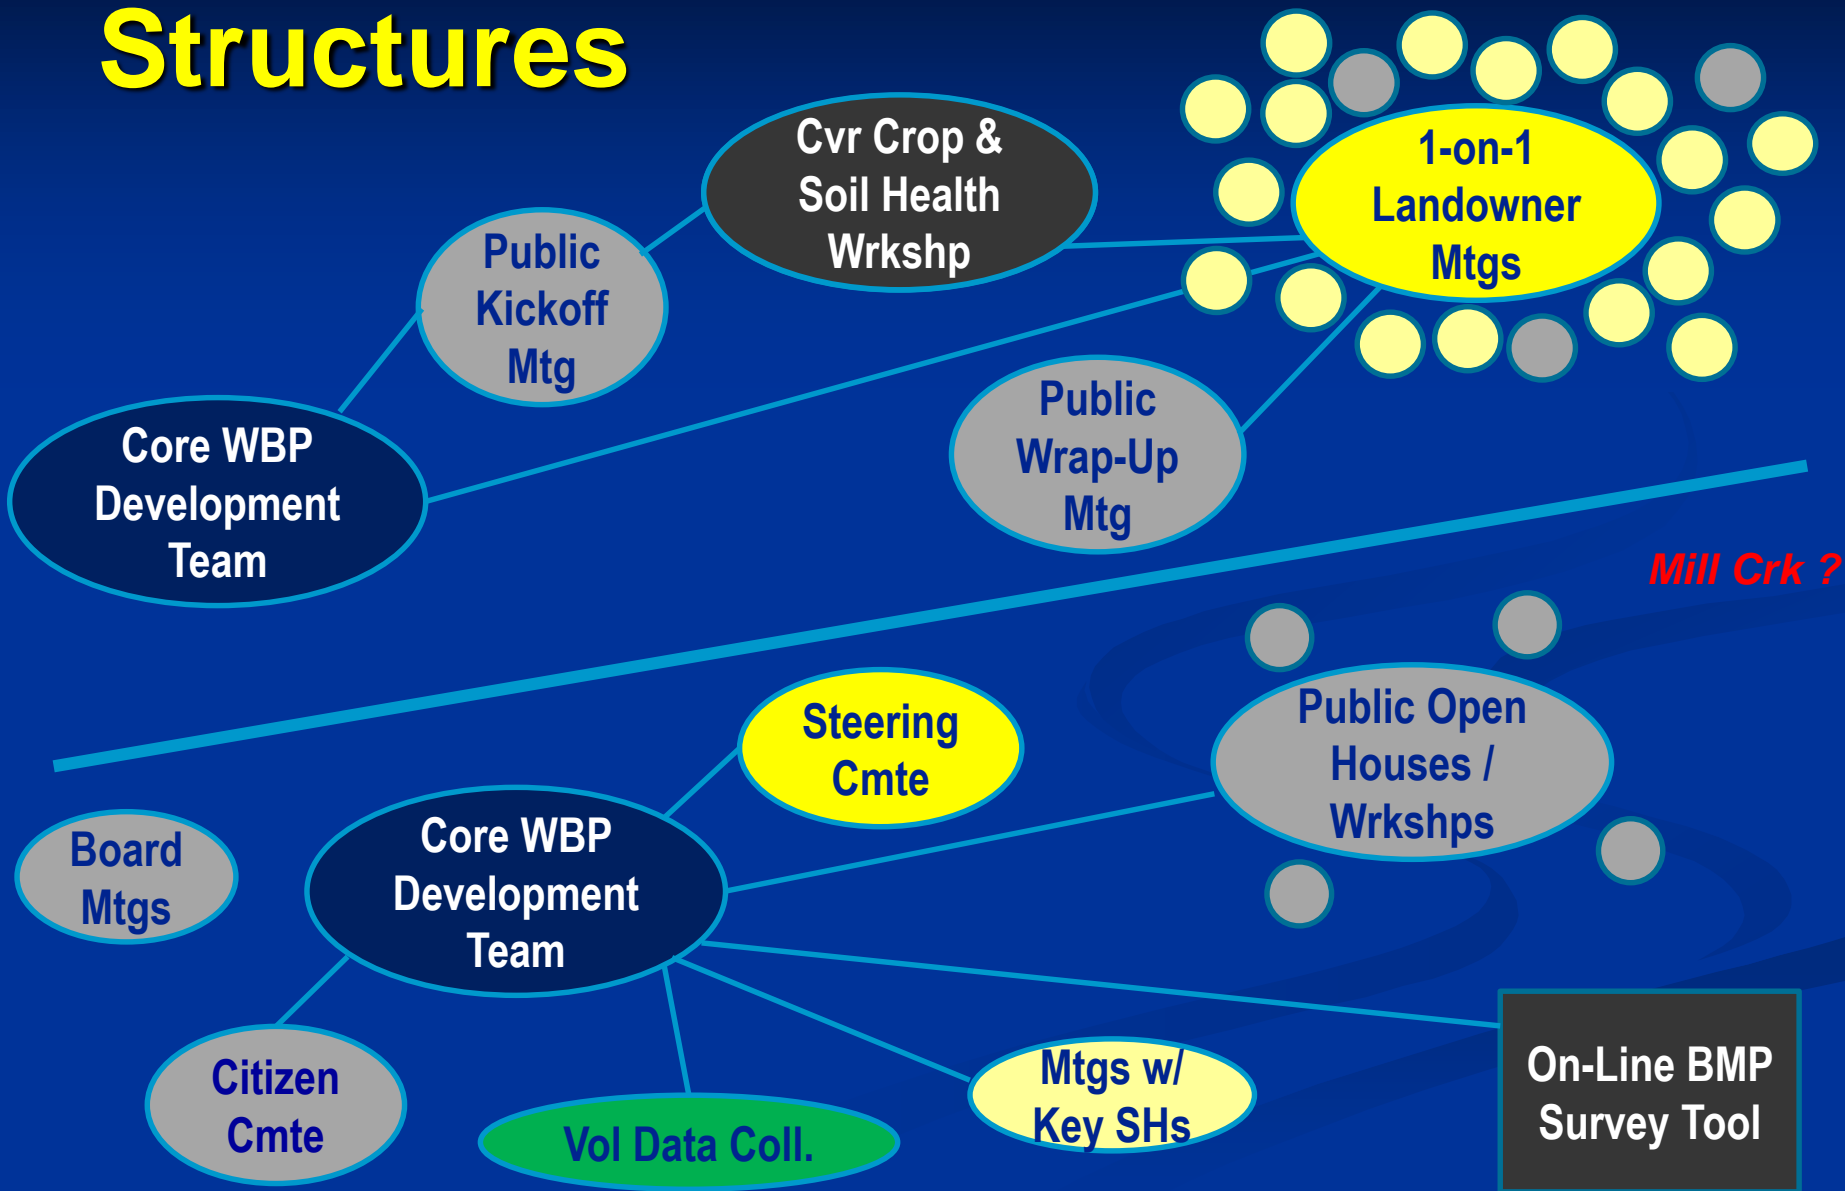 Structures
Cvr Crop &
Soil Health
Wrkshp
1-on-1
Landowner
Mtgs
Public
Kickoff
Mtg
Public
Wrap-Up
Mtg
Core WBP
Development
Team
Mill Crk ?
Steering
Cmte
Public Open
Houses /
Wrkshps
Board
Mtgs
Core WBP
Development
Team
Citizen
Cmte
Vol Data Coll.
Mtgs w/
Key SHs
On-Line BMP
Survey Tool